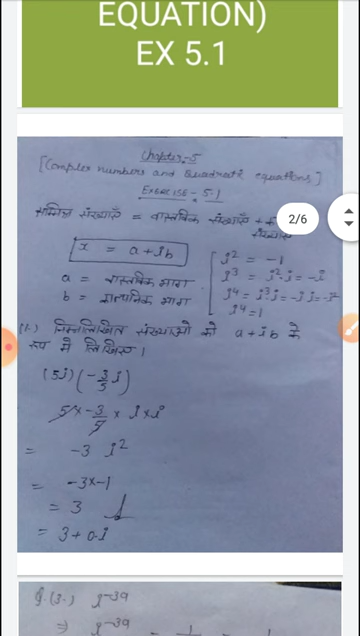 EQUATION)
EX 5.1
Chapter-5
[Complex numbers and Quadratic equations]
EXERCISE - 5.1
सम्मिश्र संख्याएँ = वास्तविक संख्याएँ +
2/6
x = a+ib
i² = -1
i³ = i²·i = -i
a = वास्तविक भाग
i⁴ = i³·i = -i·i = -i²
b = काल्पनिक भाग
i⁴ = 1
(1.) निम्नलिखित संख्याओं को a+ib के
रूप में लिखिए।
(5i)(-3/5 i)
5 × -3/5 × i×i
= -3 i²
= -3×-1
= 3
= 3+0.i
Q.(3.) i⁻³⁹
⇒ i⁻³⁹ =